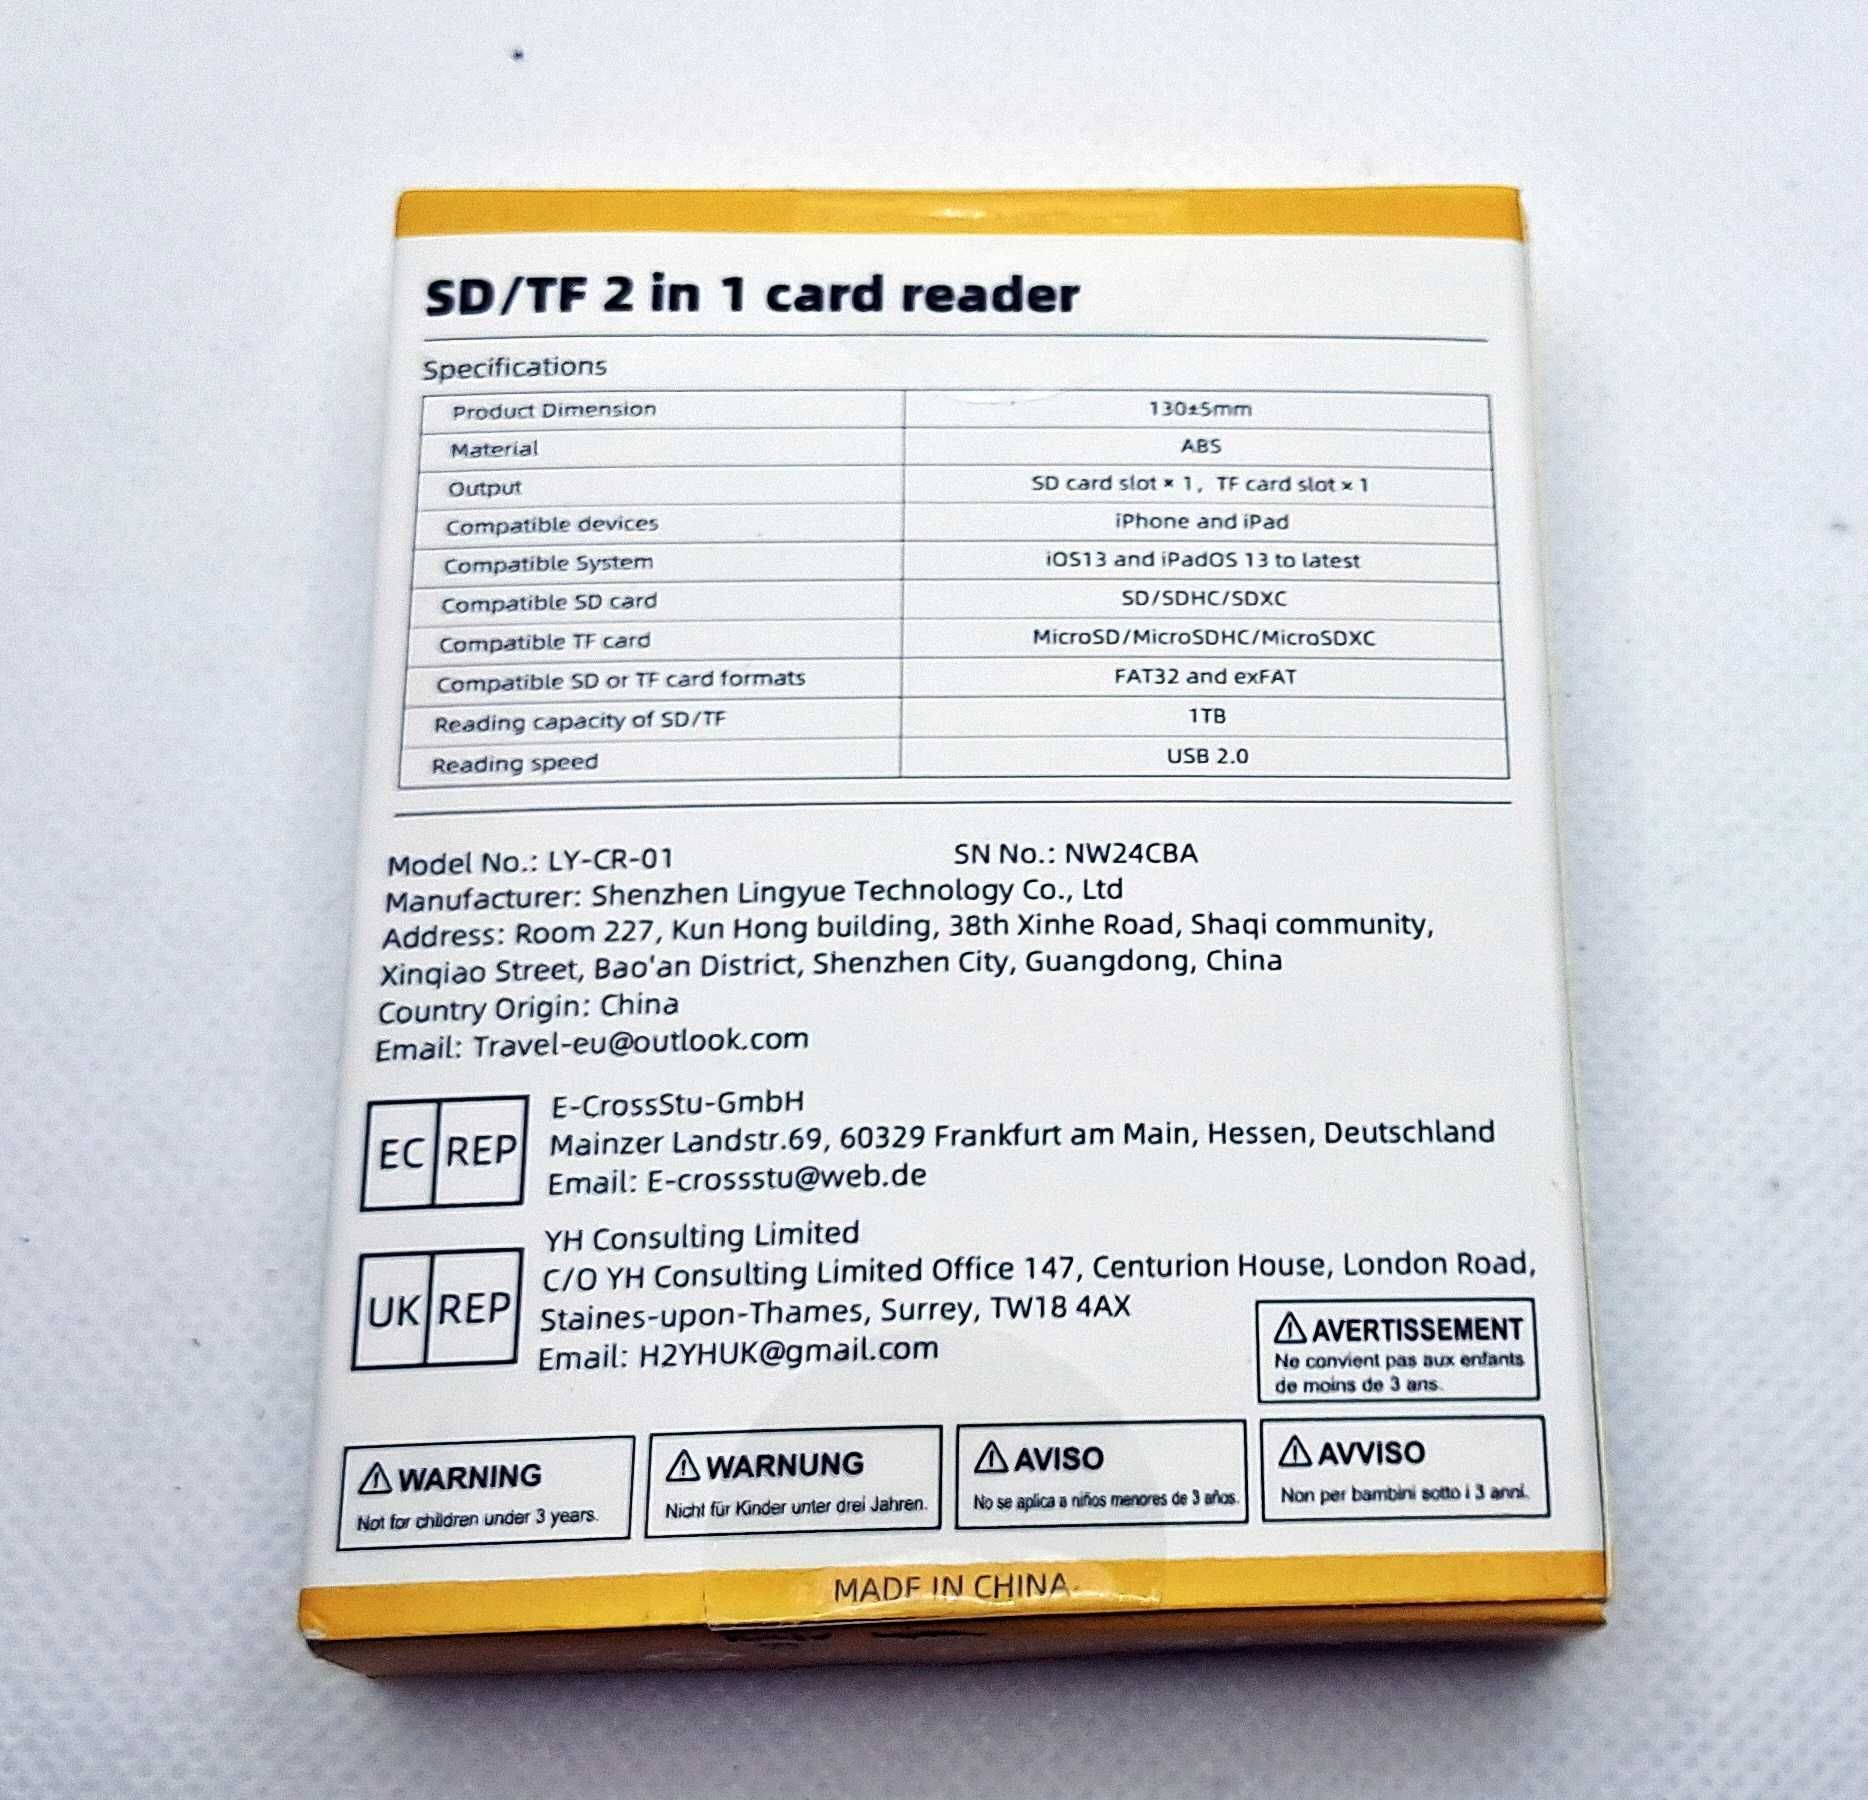 SD/TF 2 in 1 card reader
Specifications
Product Dimension 130±5mm
Material ABS
Output SD card slot × 1, TF card slot × 1
Compatible devices iPhone and iPad
Compatible System iOS13 and iPadOS 13 to latest
Compatible SD card SD/SDHC/SDXC
Compatible TF card MicroSD/MicroSDHC/MicroSDXC
Compatible SD or TF card formats FAT32 and exFAT
Reading capacity of SD/TF 1TB
Reading speed USB 2.0
Model No.: LY-CR-01 SN No.: NW24CBA
Manufacturer: Shenzhen Lingyue Technology Co., Ltd
Address: Room 227, Kun Hong building, 38th Xinhe Road, Shaqi community,
Xinqiao Street, Bao'an District, Shenzhen City, Guangdong, China
Country Origin: China
Email: Travel-eu@outlook.com
EC REP
E-CrossStu-GmbH
Mainzer Landstr.69, 60329 Frankfurt am Main, Hessen, Deutschland
Email: E-crossstu@web.de
UK REP
YH Consulting Limited
C/O YH Consulting Limited Office 147, Centurion House, London Road,
Staines-upon-Thames, Surrey, TW18 4AX
Email: H2YHUK@gmail.com
AVERTISSEMENT
Ne convient pas aux enfants
de moins de 3 ans.
WARNING
Not for children under 3 years.
WARNUNG
Nicht für Kinder unter drei Jahren.
AVISO
No se aplica a niños menores de 3 años.
AVVISO
Non per bambini sotto i 3 anni.
MADE IN CHINA